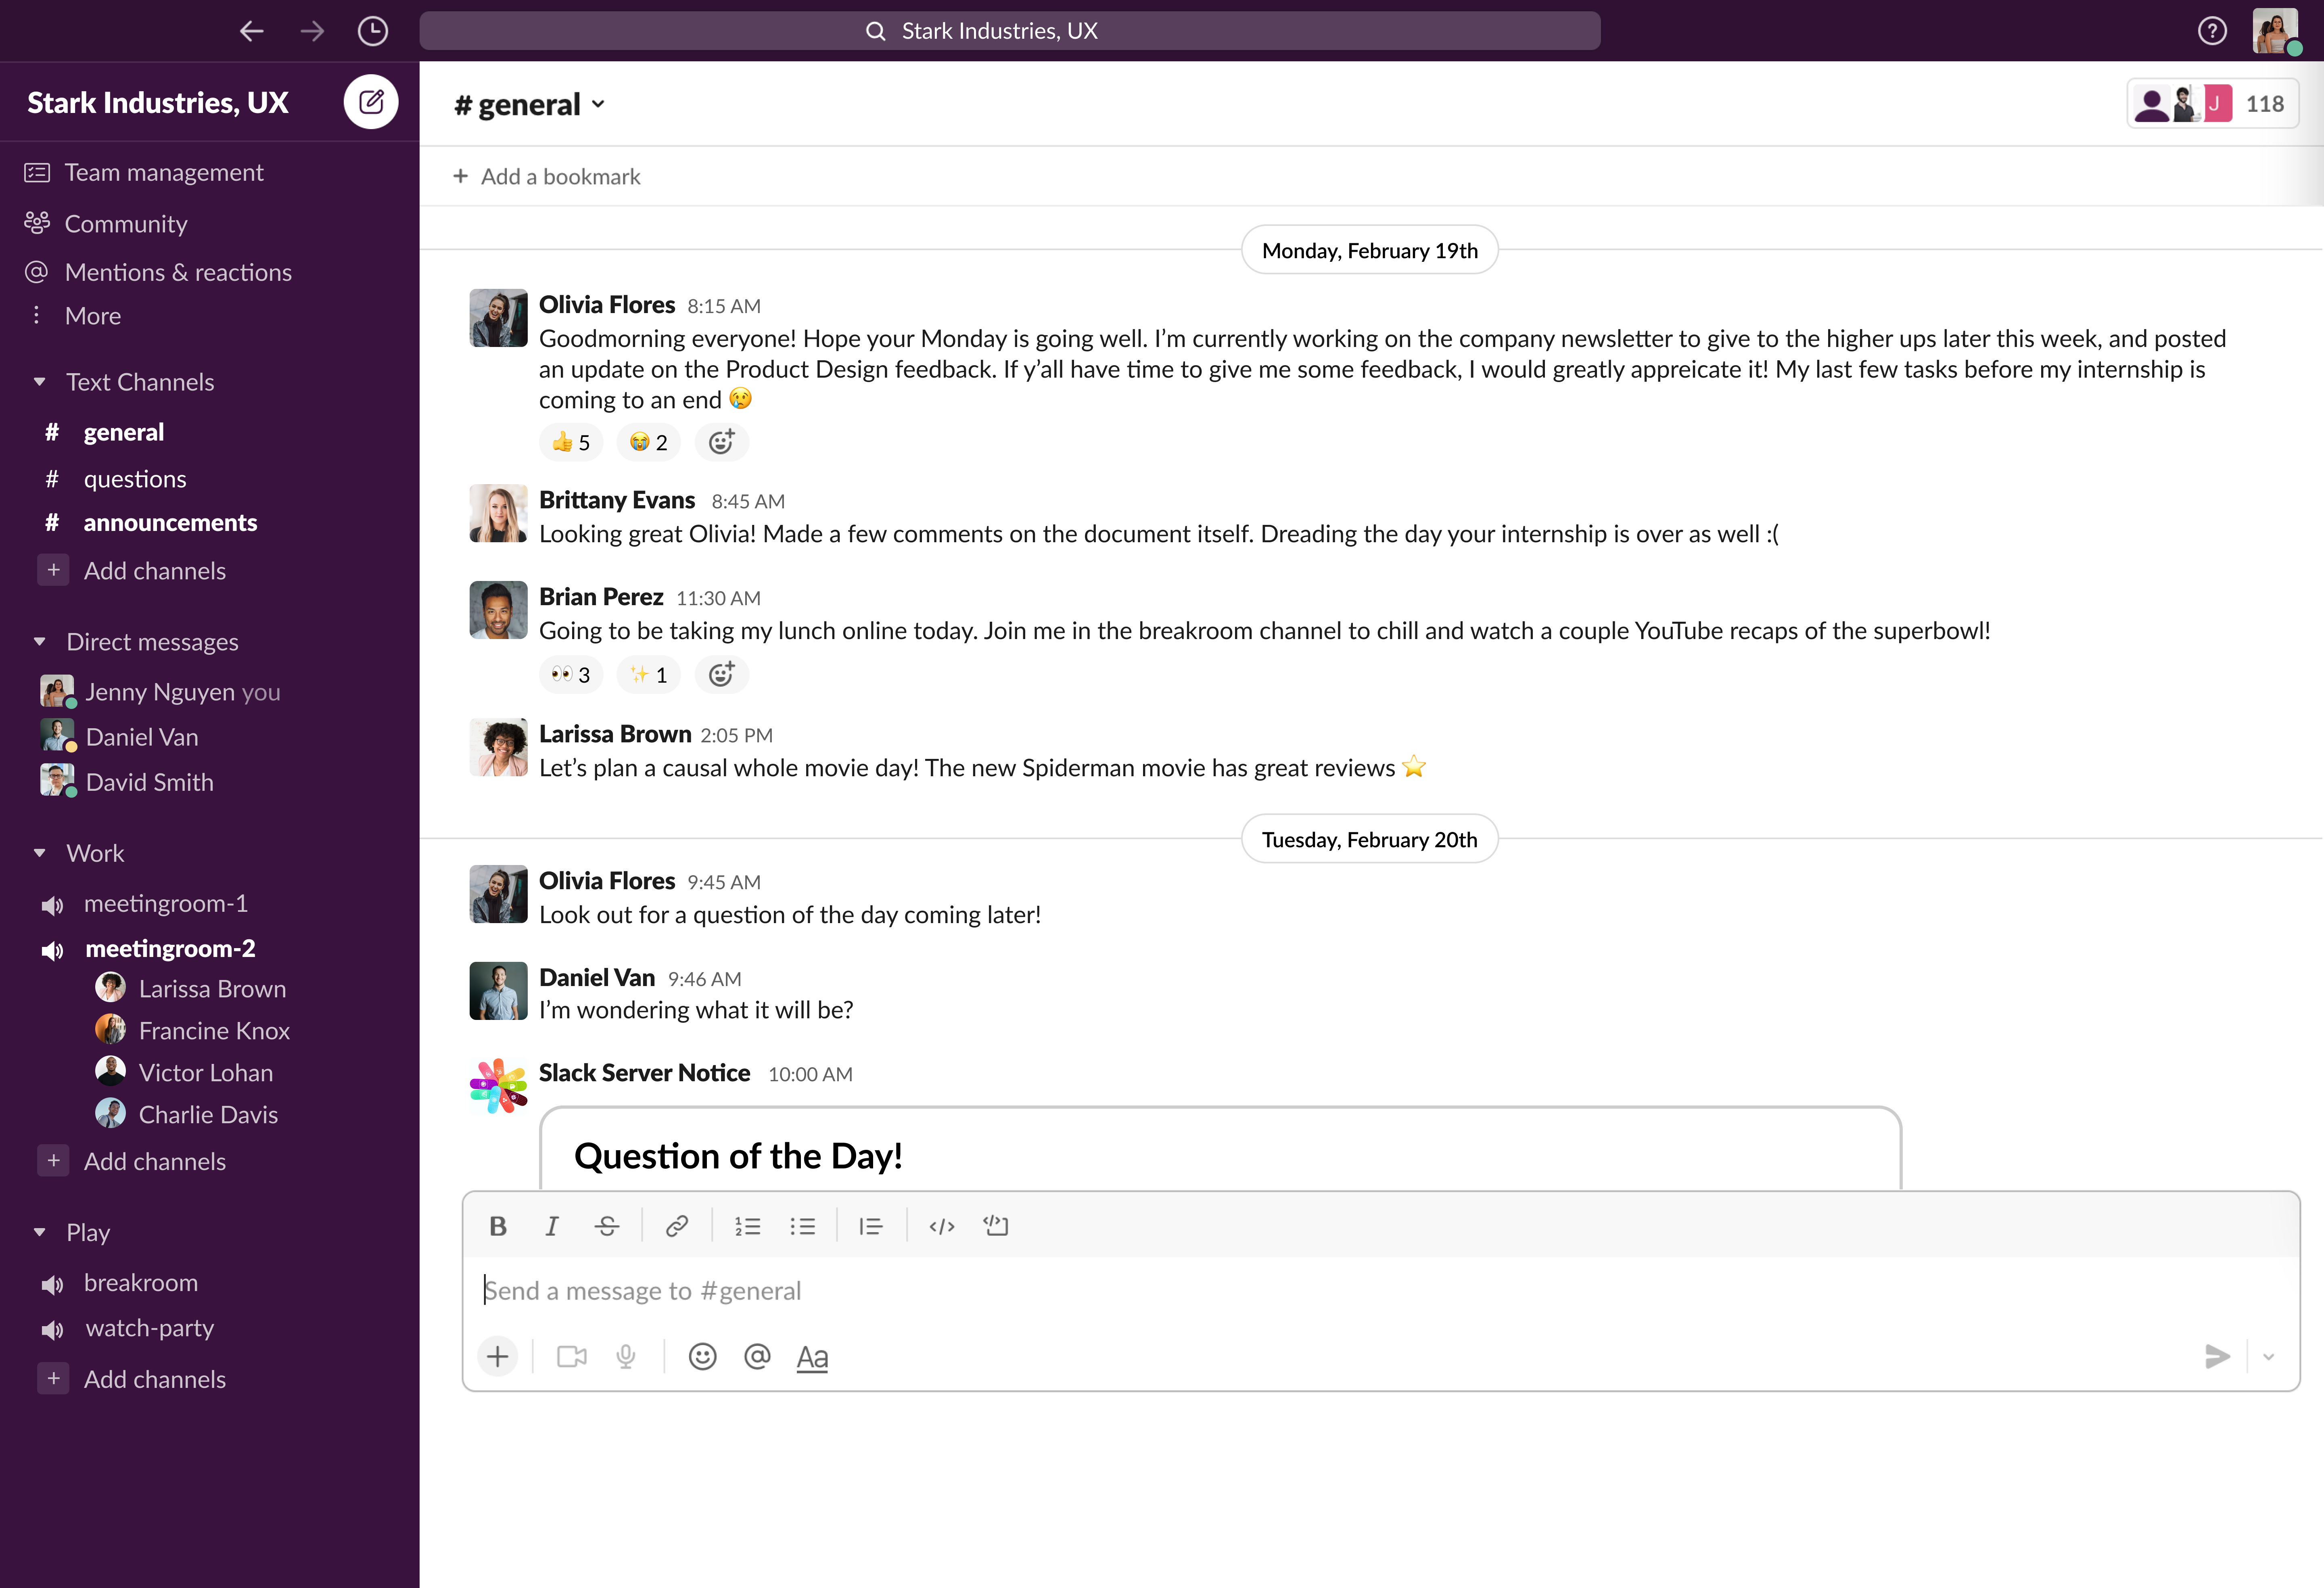 Stark Industries, UX
Stark Industries, UX
Team management
Community
Mentions & reactions
More
Text Channels
# general
# questions
# announcements
+ Add channels
Direct messages
Jenny Nguyen you
Daniel Van
David Smith
Work
meetingroom-1
meetingroom-2
Larissa Brown
Francine Knox
Victor Lohan
Charlie Davis
+ Add channels
Play
breakroom
watch-party
+ Add channels
# general
J 118
+ Add a bookmark
Monday, February 19th
Olivia Flores 8:15 AM
Goodmorning everyone! Hope your Monday is going well. I’m currently working on the company newsletter to give to the higher ups later this week, and posted
an update on the Product Design feedback. If y’all have time to give me some feedback, I would greatly appreicate it! My last few tasks before my internship is
coming to an end 😢
👍 5 😭 2
Brittany Evans 8:45 AM
Looking great Olivia! Made a few comments on the document itself. Dreading the day your internship is over as well :(
Brian Perez 11:30 AM
Going to be taking my lunch online today. Join me in the breakroom channel to chill and watch a couple YouTube recaps of the superbowl!
👀 3 ✨ 1
Larissa Brown 2:05 PM
Let’s plan a causal whole movie day! The new Spiderman movie has great reviews ⭐
Tuesday, February 20th
Olivia Flores 9:45 AM
Look out for a question of the day coming later!
Daniel Van 9:46 AM
I’m wondering what it will be?
Slack Server Notice 10:00 AM
Question of the Day!
B I S
Send a message to #general
+ @ Aa